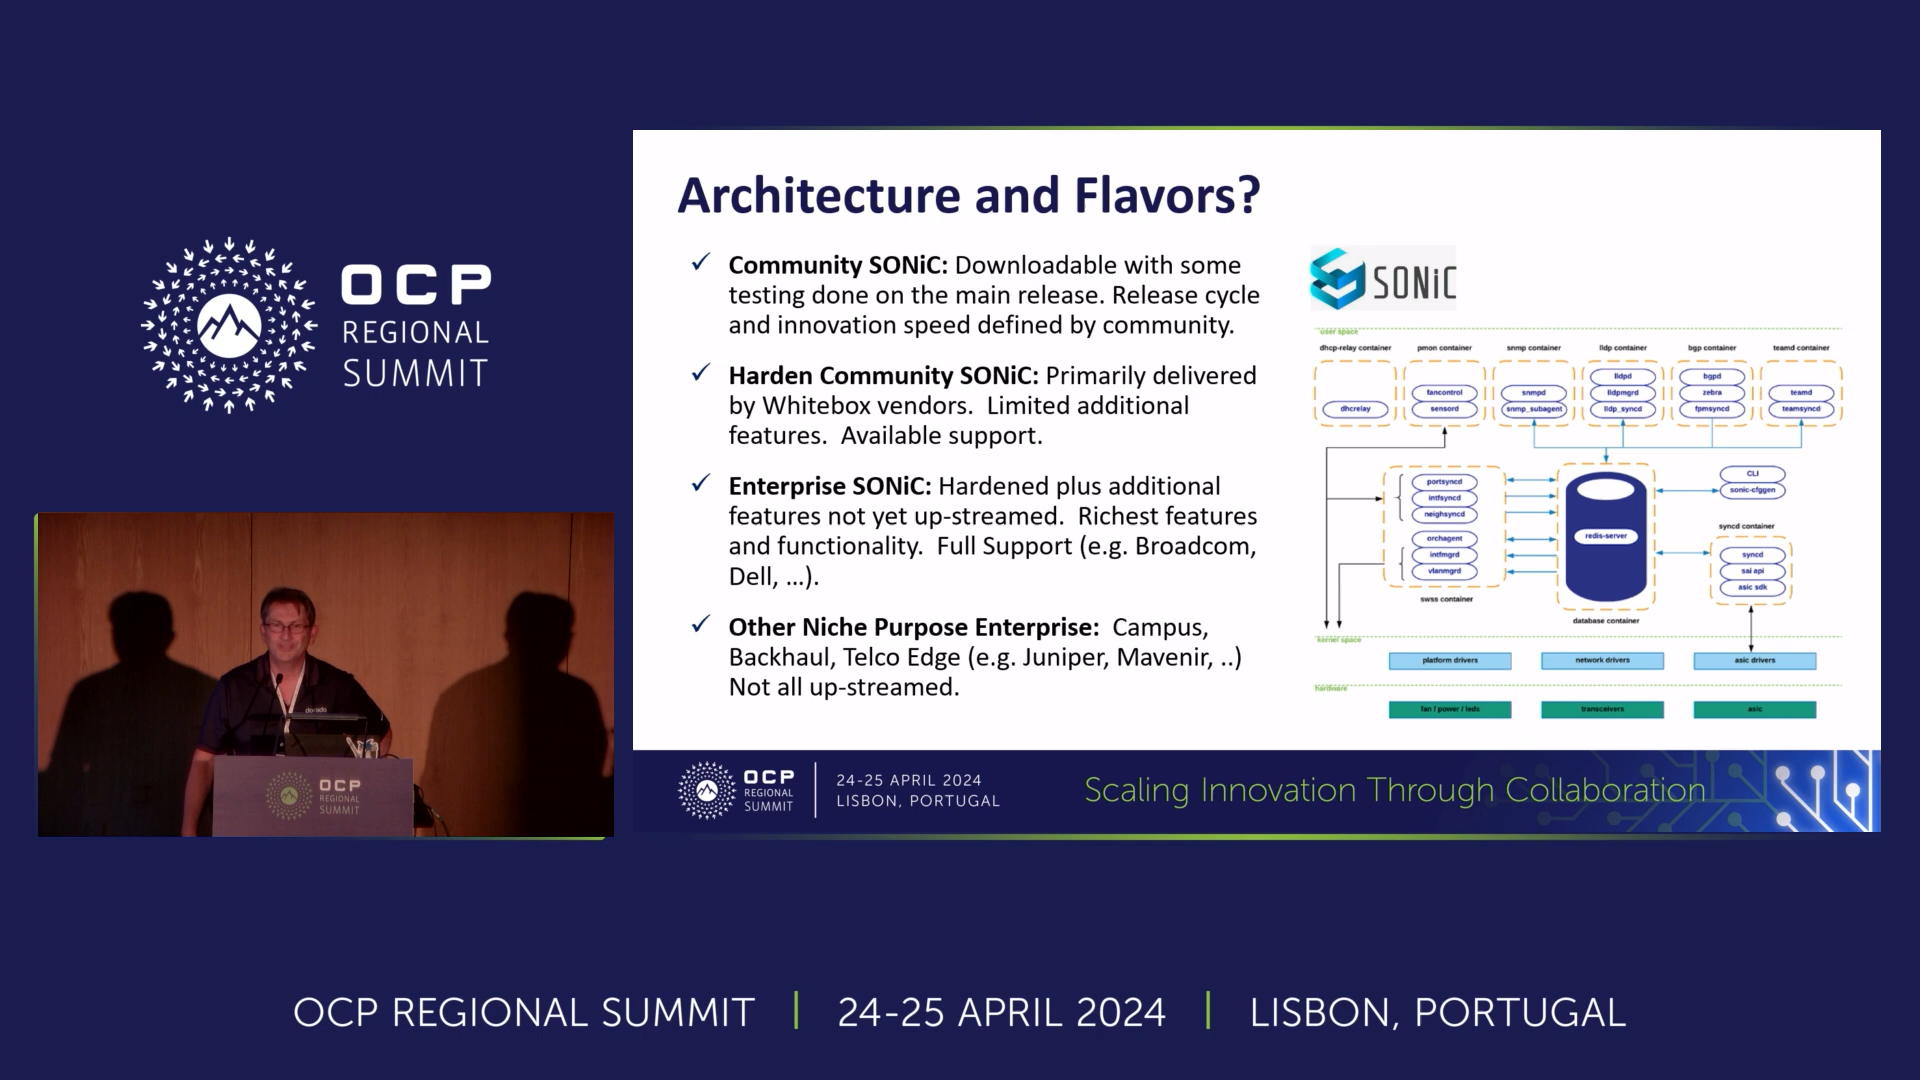 OCP
REGIONAL
SUMMIT
Architecture and Flavors?
✓ Community SONiC: Downloadable with some
testing done on the main release. Release cycle
and innovation speed defined by community.
✓ Harden Community SONiC: Primarily delivered
by Whitebox vendors. Limited additional
features. Available support.
✓ Enterprise SONiC: Hardened plus additional
features not yet up-streamed. Richest features
and functionality. Full Support (e.g. Broadcom,
Dell, ...).
✓ Other Niche Purpose Enterprise: Campus,
Backhaul, Telco Edge (e.g. Juniper, Mavenir, ..)
Not all up-streamed.
SONiC
user space
dhcp-relay container
pmon container
snmp container
lldp container
bgp container
teamd container
dhcrelay
fancontrol
sensord
snmpd
snmp_subagent
lldpd
lldpmgrd
lldp_syncd
bgpd
zebra
fpmsyncd
teamd
teamsyncd
portsyncd
intfsyncd
neighsyncd
orchagent
intfmgrd
vlanmgrd
swss container
redis-server
database container
CLI
sonic-cfggen
syncd container
syncd
sai api
asic sdk
kernel space
platform drivers
network drivers
asic drivers
hardware
fan / power / leds
transceivers
asic
OCP
REGIONAL
SUMMIT
24-25 APRIL 2024
LISBON, PORTUGAL
Scaling Innovation Through Collaboration
dorado
OCP
REGIONAL
SUMMIT
OCP REGIONAL SUMMIT | 24-25 APRIL 2024 | LISBON, PORTUGAL